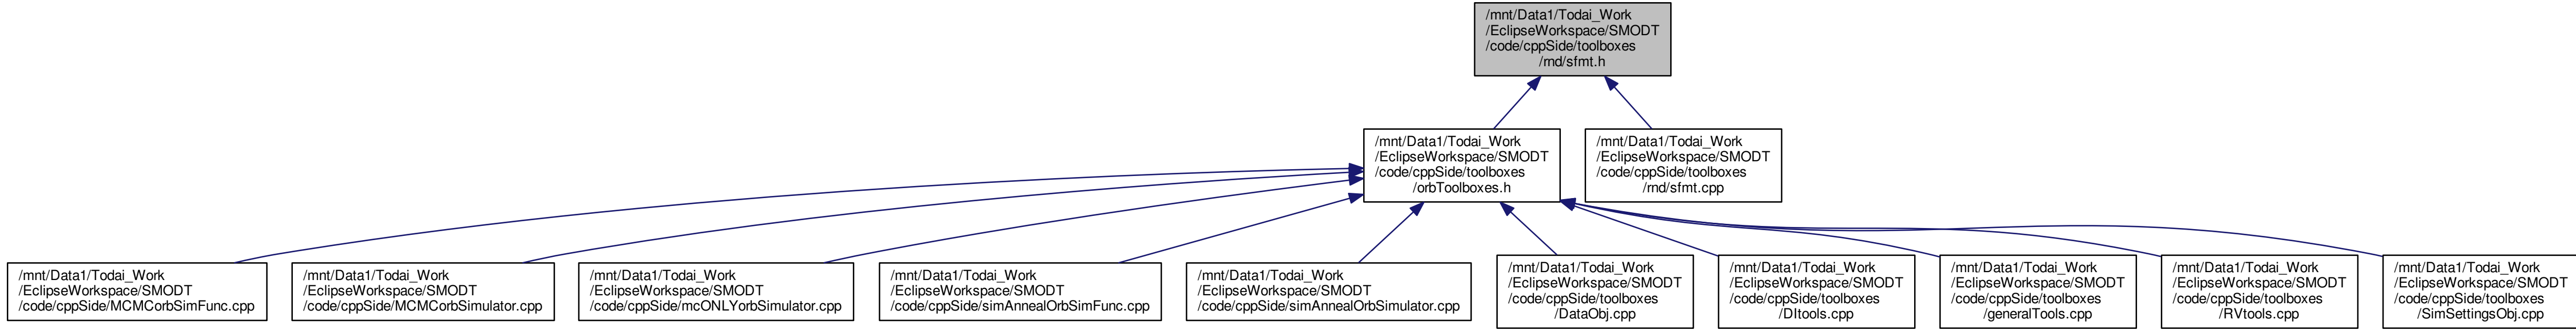 /mnt/Data1/Todai_Work
/EclipseWorkspace/SMODT
/code/cppSide/toolboxes
/rnd/sfmt.h
/mnt/Data1/Todai_Work
/EclipseWorkspace/SMODT
/code/cppSide/toolboxes
/orbToolboxes.h
/mnt/Data1/Todai_Work
/EclipseWorkspace/SMODT
/code/cppSide/toolboxes
/rnd/sfmt.cpp
/mnt/Data1/Todai_Work
/EclipseWorkspace/SMODT
/code/cppSide/MCMCorbSimFunc.cpp
/mnt/Data1/Todai_Work
/EclipseWorkspace/SMODT
/code/cppSide/MCMCorbSimulator.cpp
/mnt/Data1/Todai_Work
/EclipseWorkspace/SMODT
/code/cppSide/mcONLYorbSimulator.cpp
/mnt/Data1/Todai_Work
/EclipseWorkspace/SMODT
/code/cppSide/simAnnealOrbSimFunc.cpp
/mnt/Data1/Todai_Work
/EclipseWorkspace/SMODT
/code/cppSide/simAnnealOrbSimulator.cpp
/mnt/Data1/Todai_Work
/EclipseWorkspace/SMODT
/code/cppSide/toolboxes
/DataObj.cpp
/mnt/Data1/Todai_Work
/EclipseWorkspace/SMODT
/code/cppSide/toolboxes
/DItools.cpp
/mnt/Data1/Todai_Work
/EclipseWorkspace/SMODT
/code/cppSide/toolboxes
/generalTools.cpp
/mnt/Data1/Todai_Work
/EclipseWorkspace/SMODT
/code/cppSide/toolboxes
/RVtools.cpp
/mnt/Data1/Todai_Work
/EclipseWorkspace/SMODT
/code/cppSide/toolboxes
/SimSettingsObj.cpp